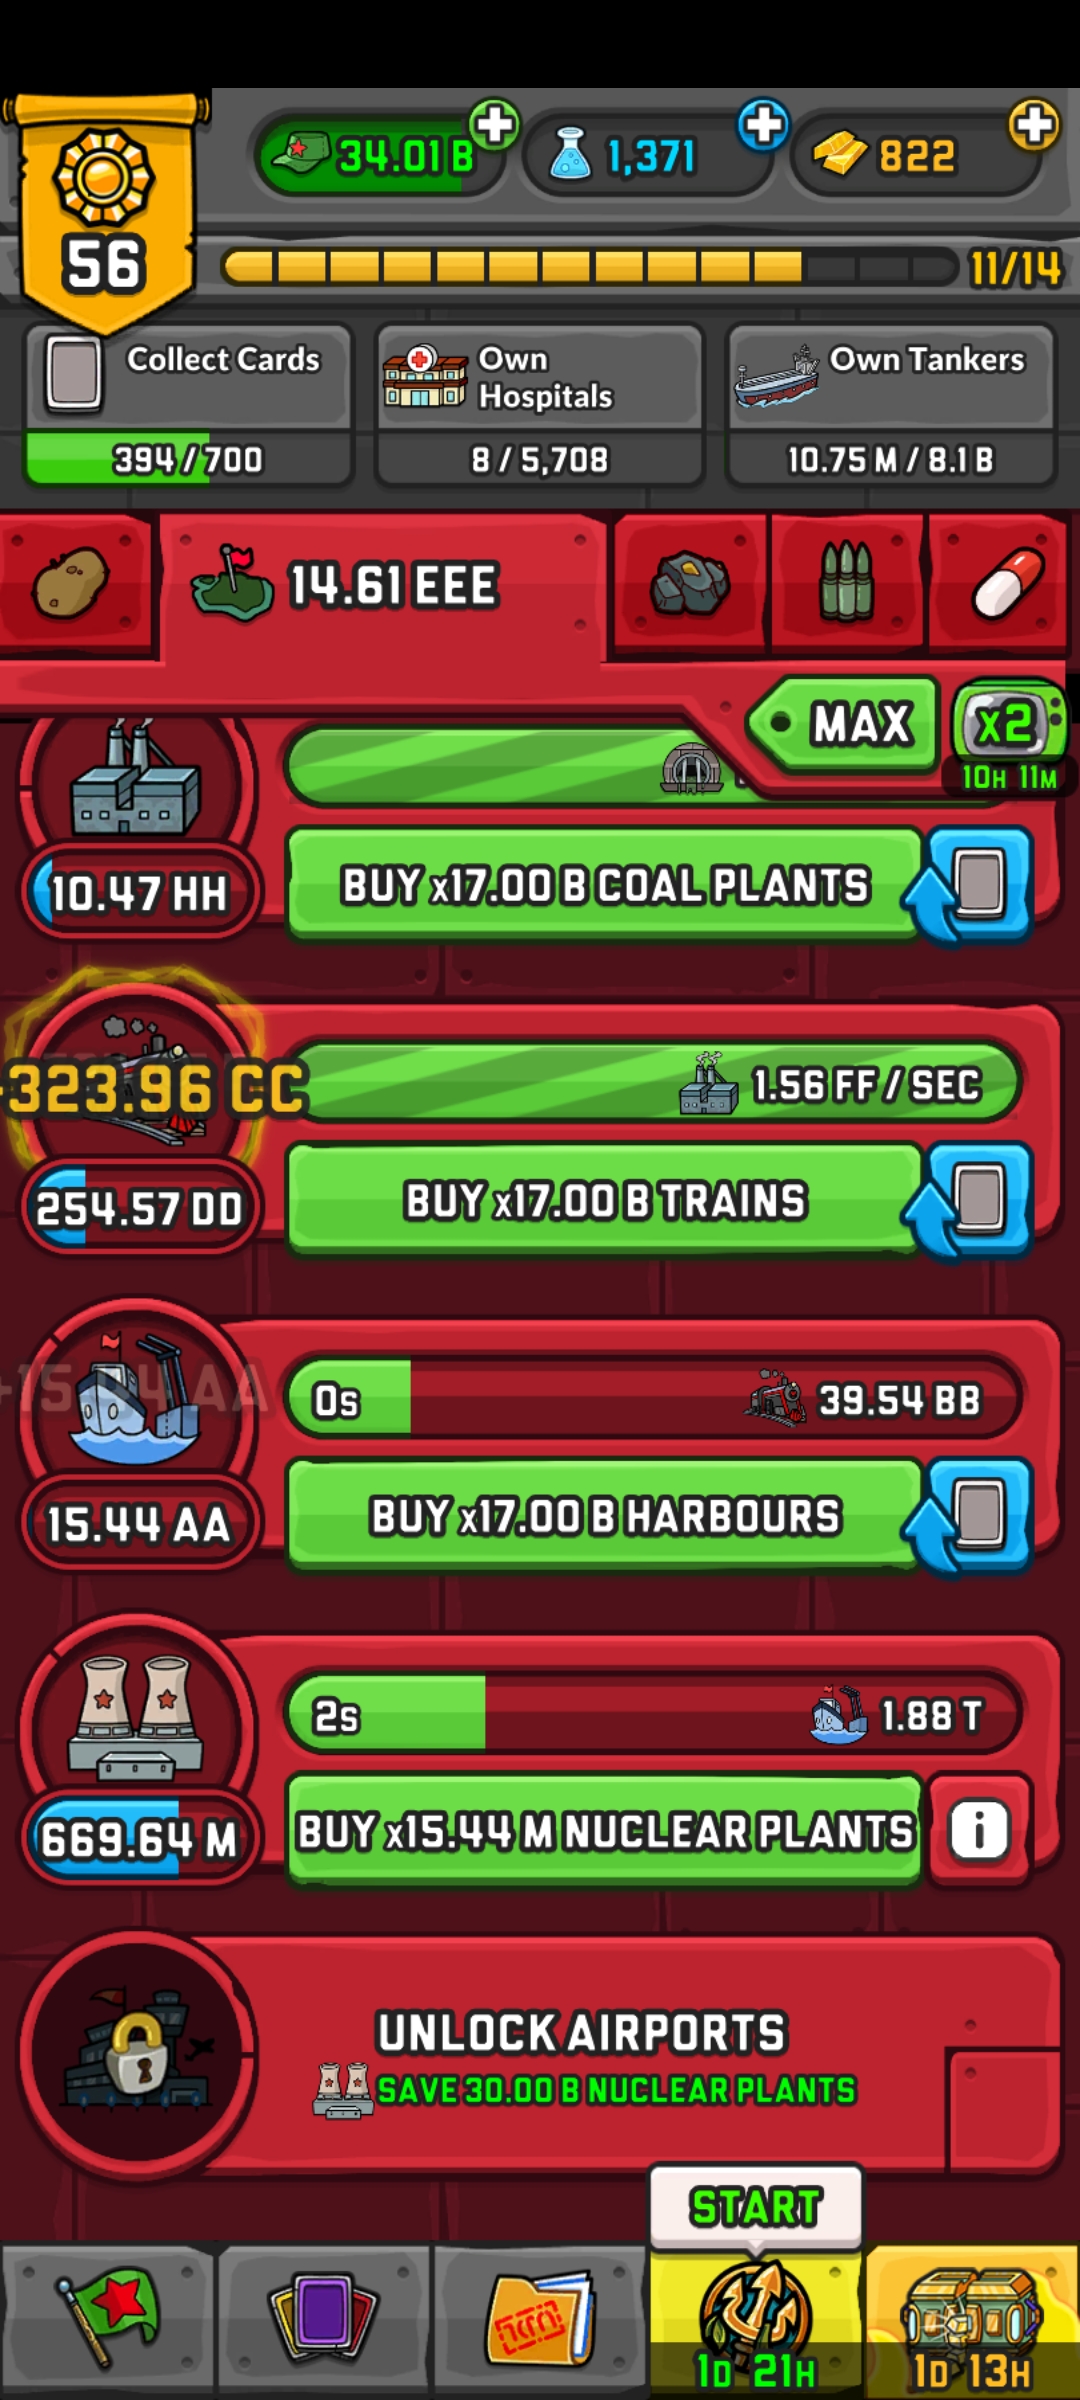 34.01 B
1,371
822
56
11/14
Collect Cards
394 / 700
Own
Hospitals
8 / 5,708
Own Tankers
10.75 M / 8.1 B
14.61 EEE
MAX
x2
10H 11M
10.47 HH
BUY x17.00 B COAL PLANTS
323.96 CC
1.56 FF / SEC
254.57 DD
BUY x17.00 B TRAINS
0s
39.54 BB
15.44 AA
BUY x17.00 B HARBOURS
2s
1.88 T
669.64 M
BUY x15.44 M NUCLEAR PLANTS
i
UNLOCK AIRPORTS
SAVE 30.00 B NUCLEAR PLANTS
START
1D 21H
1D 13H